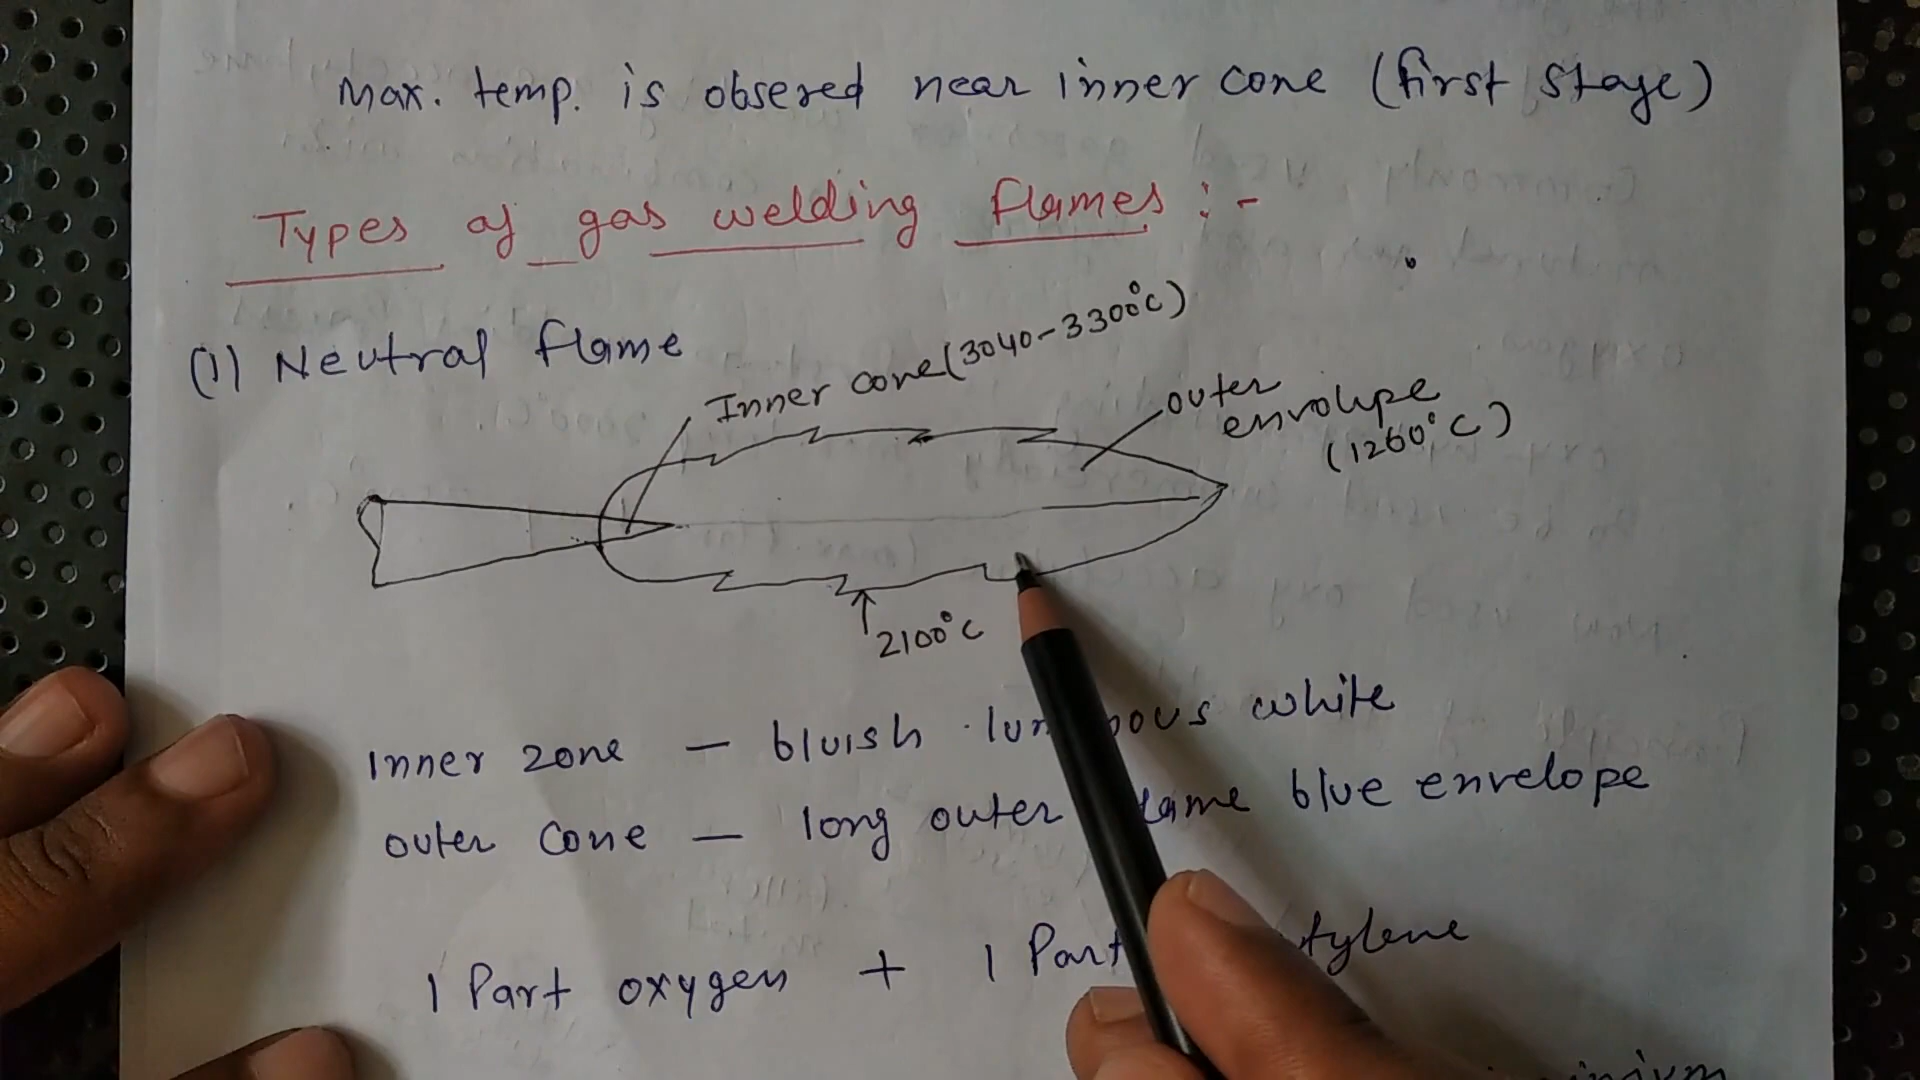 Max. temp. is obsered near inner cone (first stage)
Types of gas welding flames :-
(1) Neutral flame
Inner cone (3040-3300°C)
outer
envolupe
(1260°C)
2100°C
Inner zone — bluish white
outer cone — long outer blue envelope
1 Part oxygen + 1 Part